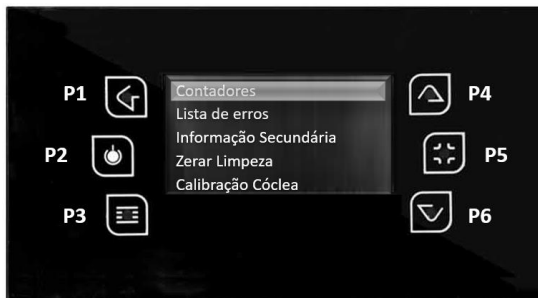 P1
P2
P3
Contadores
Lista de erros
Informação Secundária
Zerar Limpeza
Calibração Cóclea
P4
P5
P6